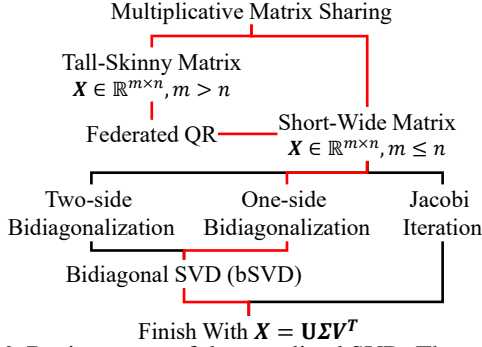 Multiplicative Matrix Sharing
Tall-Skinny Matrix
𝑿 ∈ ℝ^{𝑚×𝑛}, 𝑚 > 𝑛
Federated QR
Short-Wide Matrix
𝑿 ∈ ℝ^{𝑚×𝑛}, 𝑚 ≤ 𝑛
Two-side
Bidiagonalization
One-side
Bidiagonalization
Jacobi
Iteration
Bidiagonal SVD (bSVD)
Finish With 𝑿 = 𝐔𝜮𝑽^𝑻